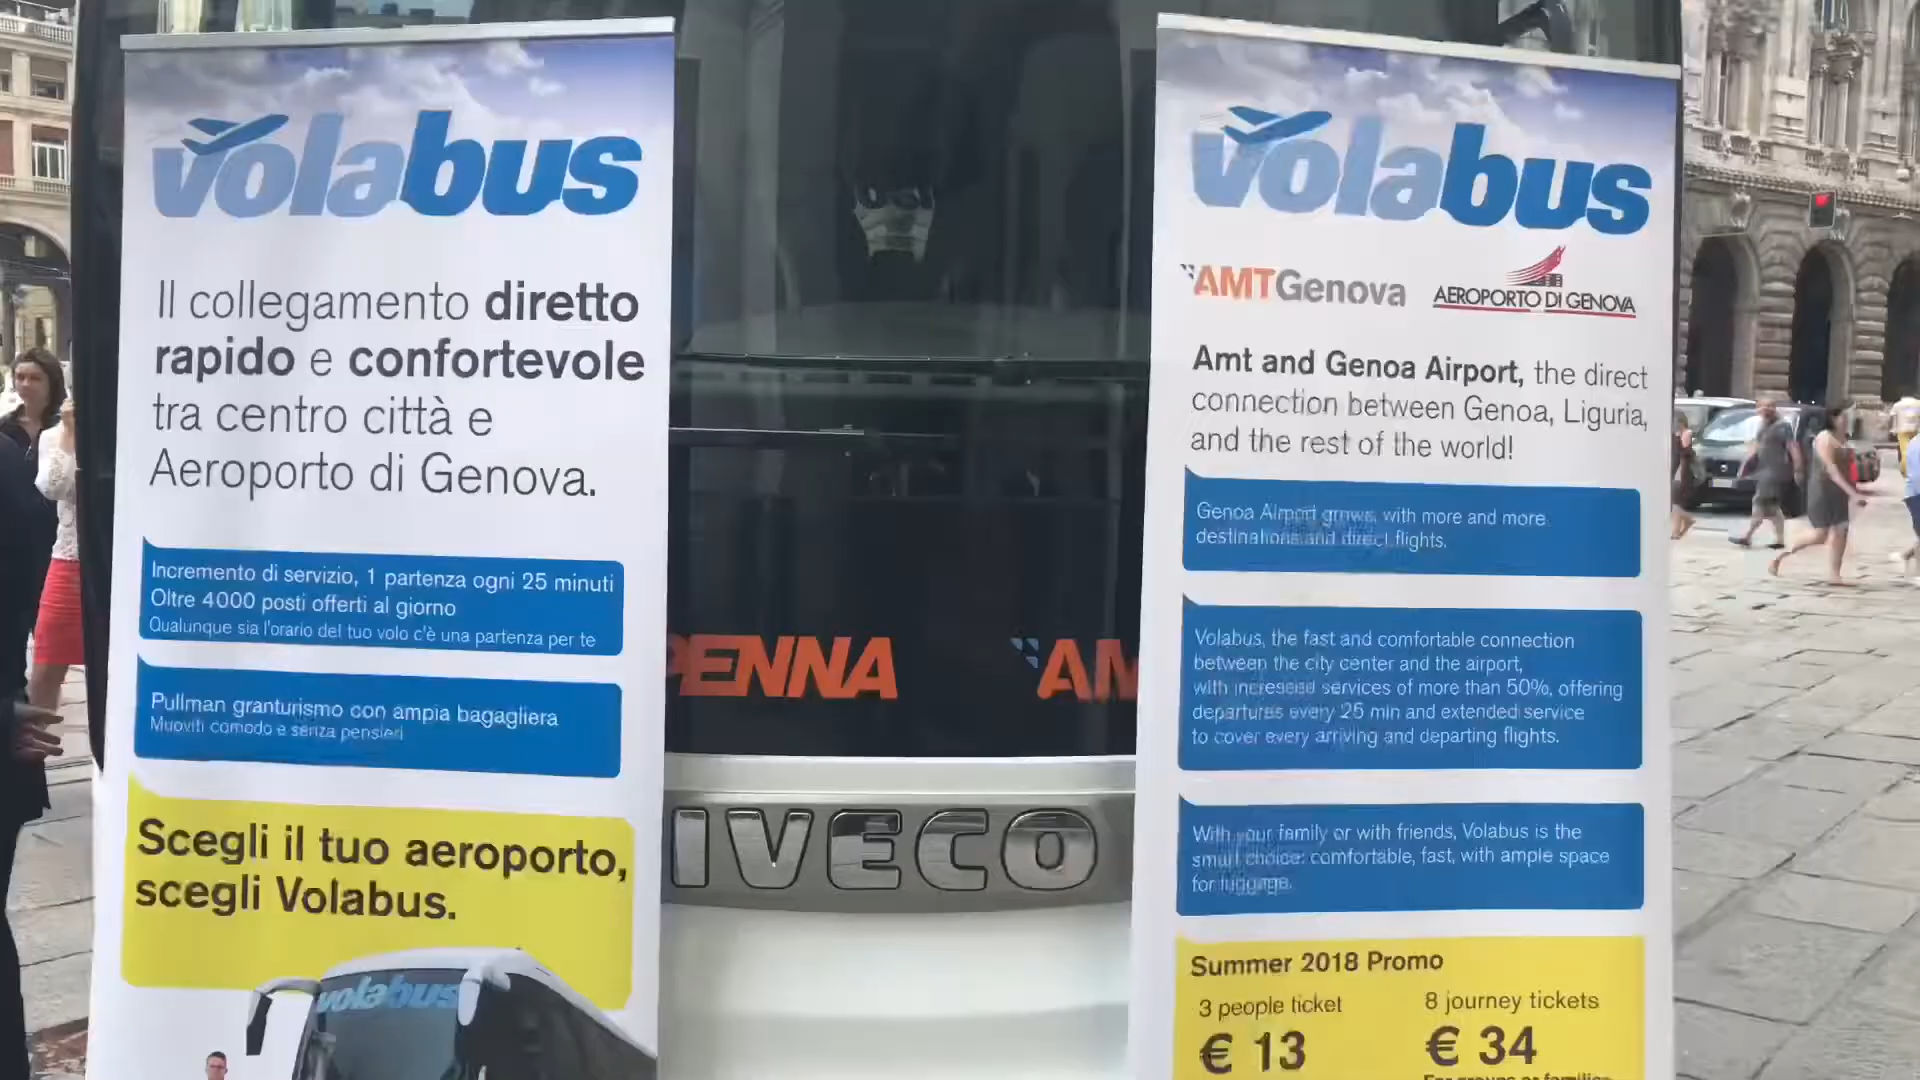 volabus
Il collegamento diretto
rapido e confortevole
tra centro città e
Aeroporto di Genova.
Incremento di servizio, 1 partenza ogni 25 minuti
Oltre 4000 posti offerti al giorno
Qualunque sia l'orario del tuo volo c'è una partenza per te
Pullman granturismo con ampia bagagliera
Muoviti comodo e senza pensieri
Scegli il tuo aeroporto,
scegli Volabus.
volabus
PENNA
AM
IVECO
volabus
AMTGenova
AEROPORTO DI GENOVA
Amt and Genoa Airport, the direct
connection between Genoa, Liguria,
and the rest of the world!
Genoa Airport grows, with more and more
destinations and direct flights.
Volabus, the fast and comfortable connection
between the city center and the airport,
with increased services of more than 50%, offering
departures every 25 min and extended service
to cover every arriving and departing flights.
With your family or with friends, Volabus is the
smart choice: comfortable, fast, with ample space
for luggage.
Summer 2018 Promo
3 people ticket
€ 13
8 journey tickets
€ 34
For groups or families